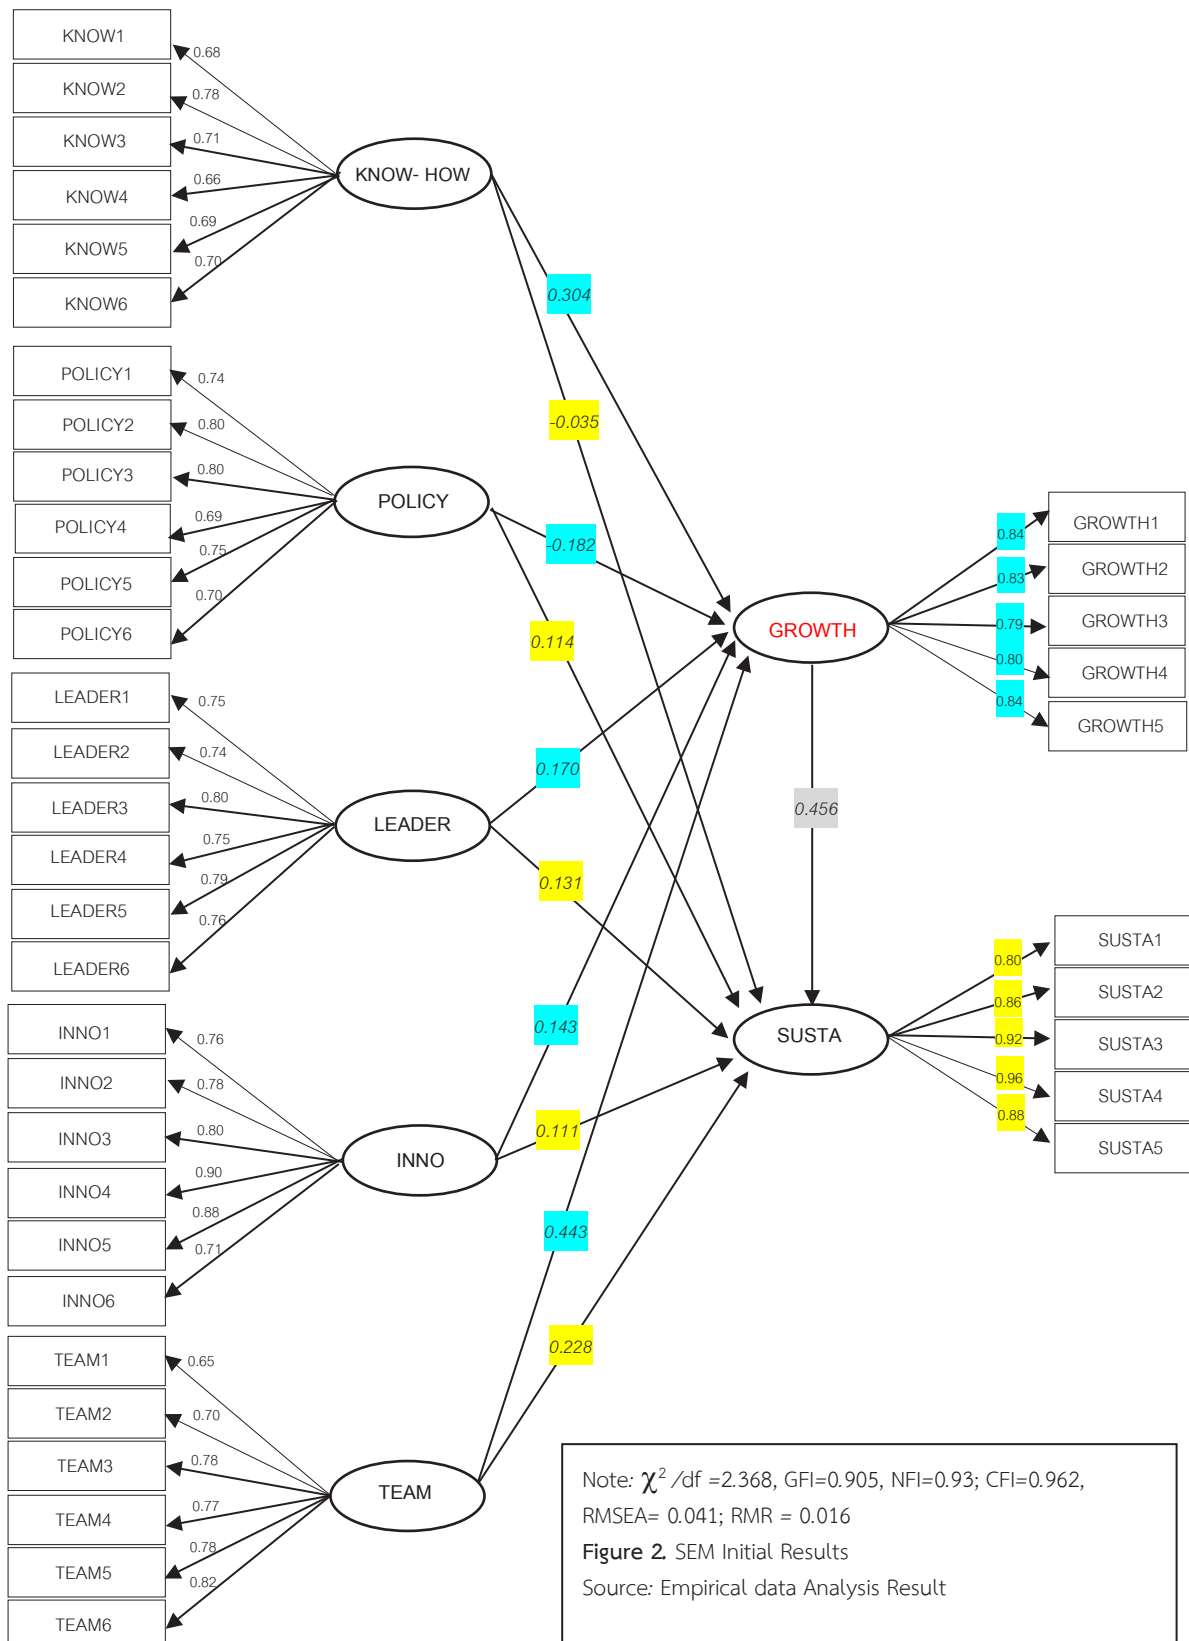 KNOW1
0.68
KNOW2
0.78
KNOW3
0.71
KNOW4
0.66
KNOW5
0.69
KNOW6
0.70
KNOW- HOW
0.304
-0.035
POLICY1
0.74
POLICY2
0.80
POLICY3
0.80
POLICY4
0.69
POLICY5
0.75
POLICY6
0.70
POLICY
-0.182
0.114
LEADER1
0.75
LEADER2
0.74
LEADER3
0.80
LEADER4
0.75
LEADER5
0.79
LEADER6
0.76
LEADER
0.170
0.131
INNO1
0.76
INNO2
0.78
INNO3
0.80
INNO4
0.90
INNO5
0.88
INNO6
0.71
INNO
0.143
0.111
TEAM1
0.65
TEAM2
0.70
TEAM3
0.78
TEAM4
0.77
TEAM5
0.78
TEAM6
0.82
TEAM
0.443
0.228
GROWTH
0.84
GROWTH1
0.83
GROWTH2
0.79
GROWTH3
0.80
GROWTH4
0.84
GROWTH5
0.456
SUSTA
0.80
SUSTA1
0.86
SUSTA2
0.92
SUSTA3
0.96
SUSTA4
0.88
SUSTA5
Note: χ² /df =2.368, GFI=0.905, NFI=0.93; CFI=0.962,
RMSEA= 0.041; RMR = 0.016
Figure 2. SEM Initial Results
Source: Empirical data Analysis Result